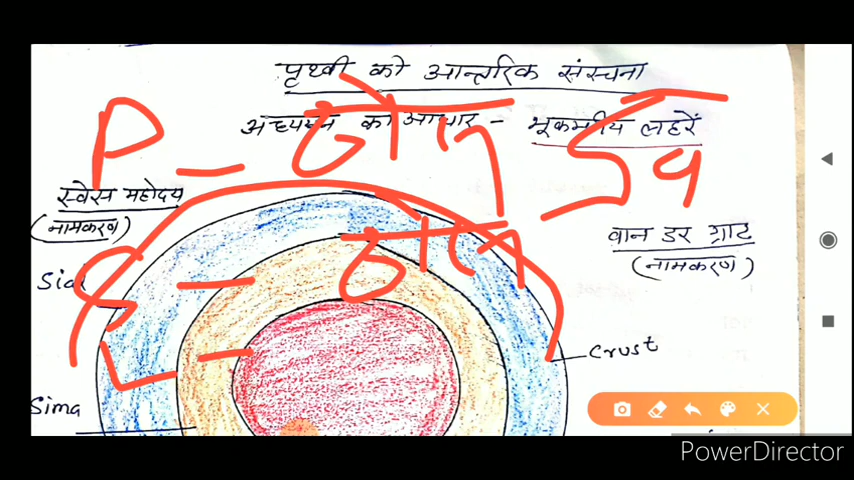 पृथ्वी की आन्तरिक संरचना
अध्ययन का आधार - भूकम्पीय लहरें
P - ठोस S प
स्वेस महोदय
(नामकरण)
वान डर ग्राट
(नामकरण)
Sial
L - ठोस
Crust
Sima
PowerDirector